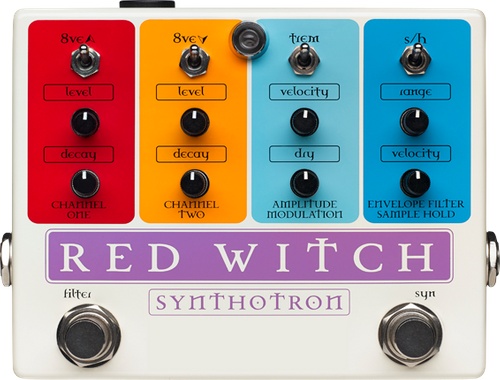 8ve 8ve trem s/h
level level velocity range
decay decay dry velocity
CHANNEL ONE
CHANNEL TWO
AMPLITUDE MODULATION
ENVELOPE FILTER SAMPLE HOLD
RED WITCH
filter syn
SYNTHOTRON